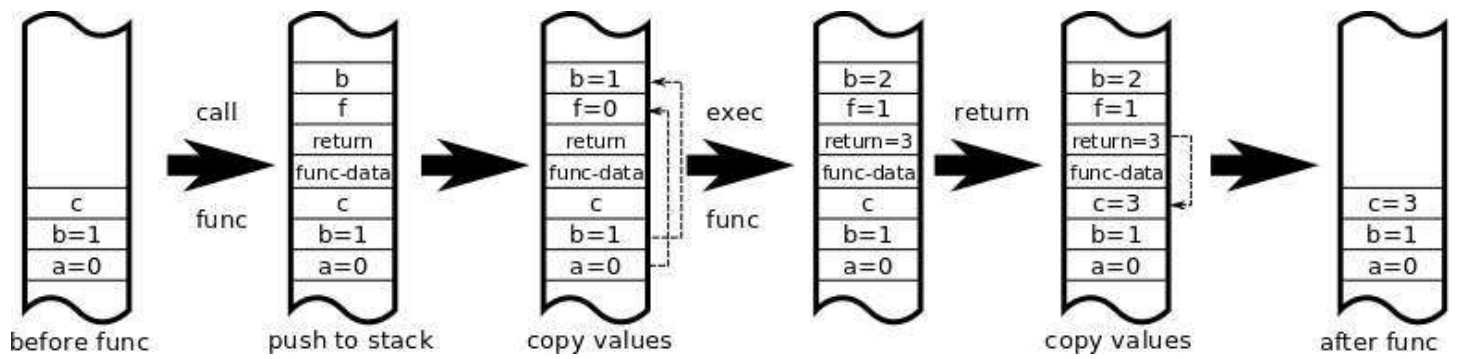 c
b=1
a=0
before func
call
func
b
f
return
func-data
c
b=1
a=0
push to stack
b=1
f=0
return
func-data
c
b=1
a=0
copy values
exec
func
b=2
f=1
return=3
func-data
c
b=1
a=0
return
b=2
f=1
return=3
func-data
c=3
b=1
a=0
copy values
c=3
b=1
a=0
after func